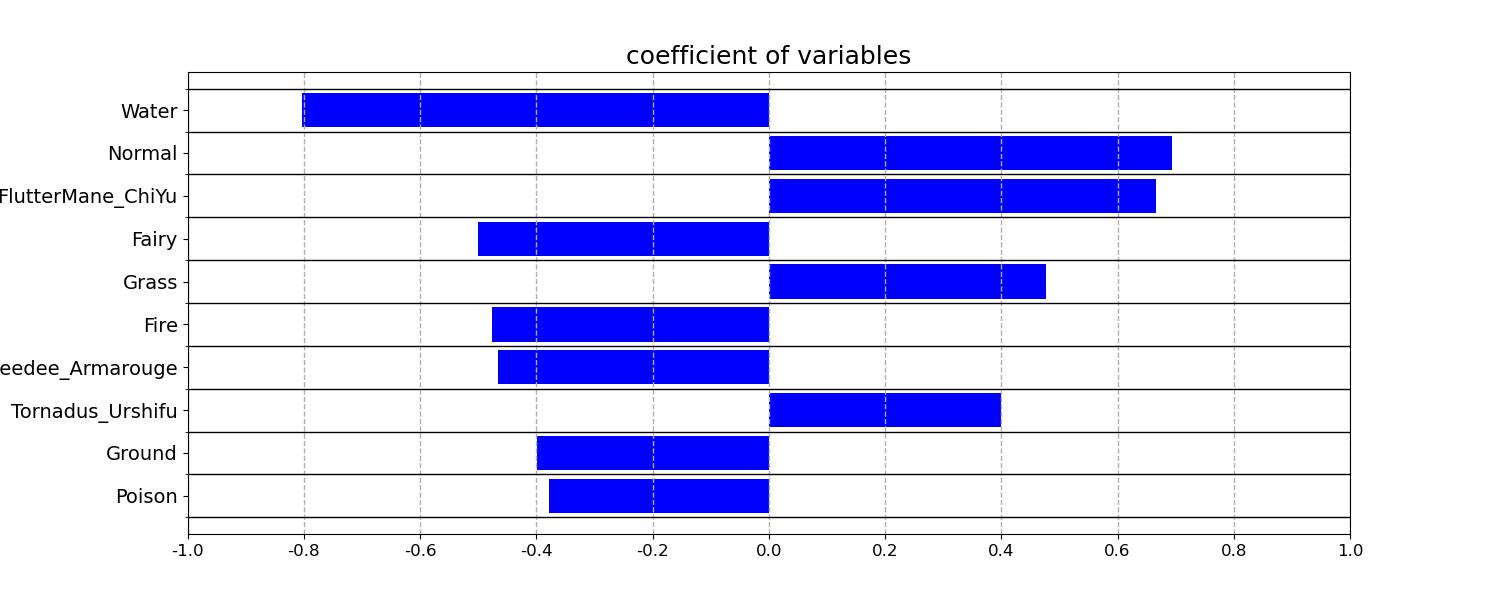 coefficient of variables
Water
Normal
FlutterMane_ChiYu
Fairy
Grass
Fire
eedee_Armarouge
Tornadus_Urshifu
Ground
Poison
-1.0 -0.8 -0.6 -0.4 -0.2 0.0 0.2 0.4 0.6 0.8 1.0